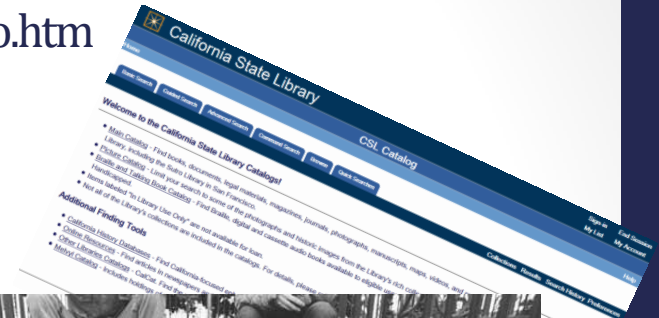 o.htm
California State Library
Home
CSL Catalog
Sign in End Session
My List My Account
Help
Basic Search Guided Search Advanced Search Command Search Browse Quick Searches
Collections Results Search History Preferences
Welcome to the California State Library Catalogs!
• Main Catalog - Find books, documents, legal materials, magazines, journals, photographs, manuscripts, maps, videos, and
Library, including the Sutro Library in San Francisco.
• Picture Catalog - Limit your search to some of the photographs and historic images from the Library's rich
• Braille and Talking Book Catalog - Find Braille, digital and cassette audio books available to eligible
Handicapped.
• Items labeled "In Library Use Only" are not available for loan.
• Not all of the Library's collections are included in the catalogs. For details, please
Additional Finding Tools
• California History Databases - Find California-focused
• Online Resources - Find articles in newspapers
• Other Libraries Catalogs - CalCat. Find the
• Melvyl Catalog - Includes holdings